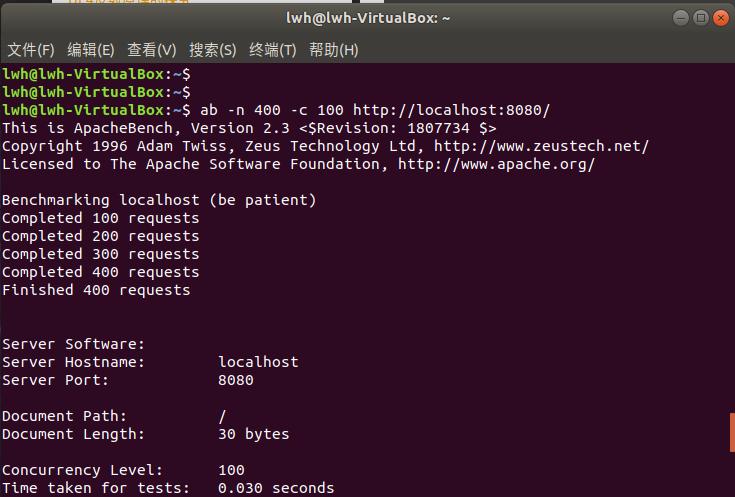 lwh@lwh-VirtualBox: ~
文件(F) 编辑(E) 查看(V) 搜索(S) 终端(T) 帮助(H)
lwh@lwh-VirtualBox:~$
lwh@lwh-VirtualBox:~$
lwh@lwh-VirtualBox:~$ ab -n 400 -c 100 http://localhost:8080/
This is ApacheBench, Version 2.3 <$Revision: 1807734 $>
Copyright 1996 Adam Twiss, Zeus Technology Ltd, http://www.zeustech.net/
Licensed to The Apache Software Foundation, http://www.apache.org/
Benchmarking localhost (be patient)
Completed 100 requests
Completed 200 requests
Completed 300 requests
Completed 400 requests
Finished 400 requests
Server Software:
Server Hostname: localhost
Server Port: 8080
Document Path: /
Document Length: 30 bytes
Concurrency Level: 100
Time taken for tests: 0.030 seconds